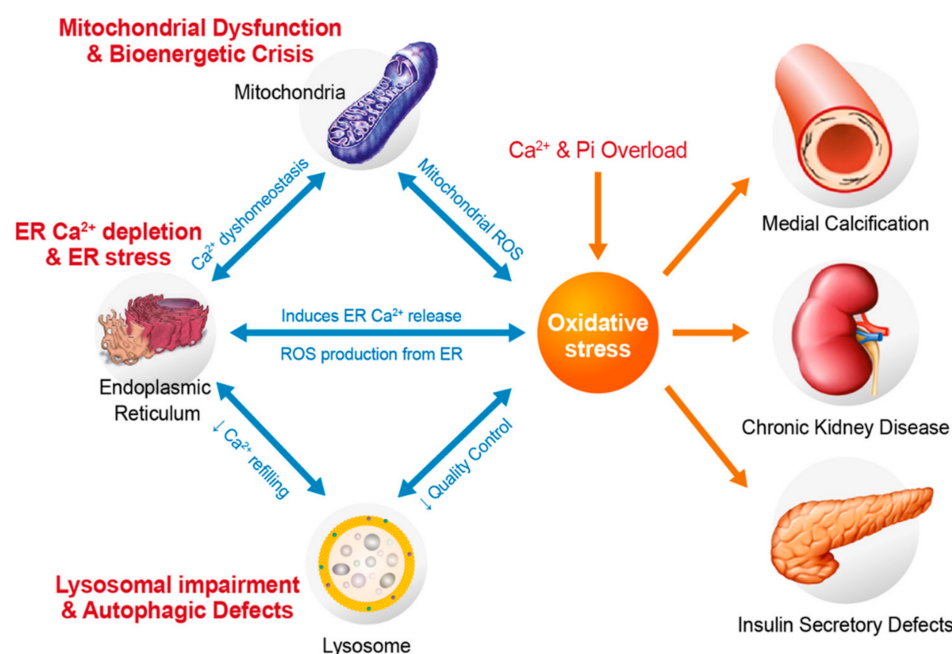 Mitochondrial Dysfunction
& Bioenergetic Crisis
Mitochondria
Ca²⁺ & Pi Overload
Ca²⁺ dyshomeostasis
Mitochondrial ROS
Medial Calcification
ER Ca²⁺ depletion
& ER stress
Induces ER Ca²⁺ release
ROS production from ER
Oxidative
stress
Endoplasmic
Reticulum
Chronic Kidney Disease
↓ Ca²⁺ refilling
↓ Quality Control
Lysosomal impairment
& Autophagic Defects
Lysosome
Insulin Secretory Defects